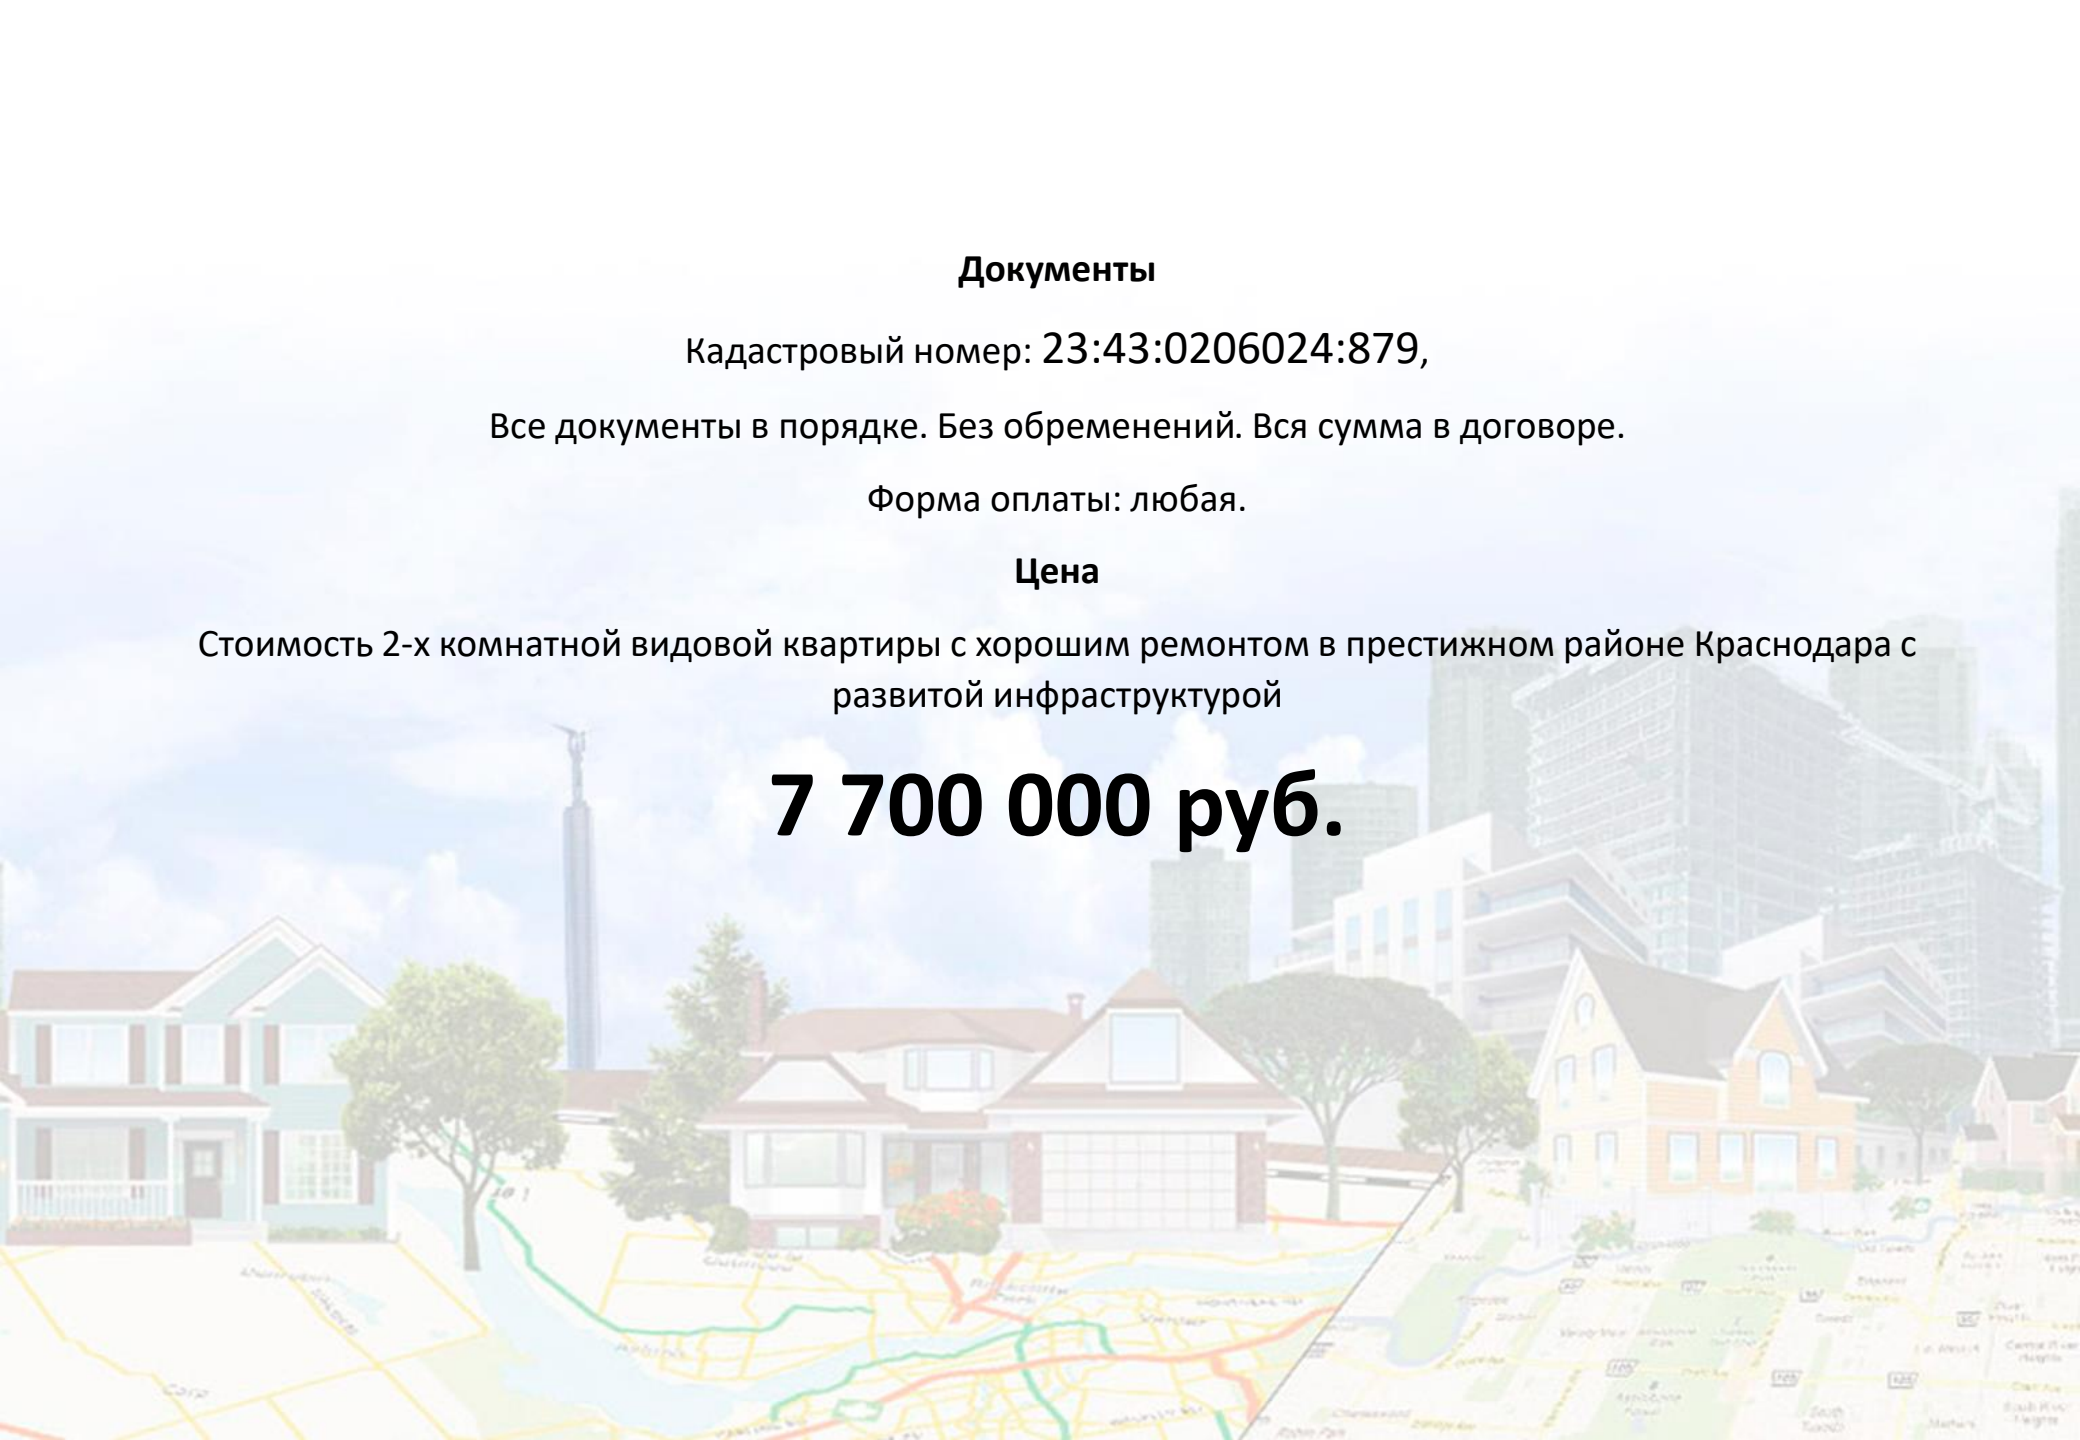 Документы
Кадастровый номер: 23:43:0206024:879,
Все документы в порядке. Без обременений. Вся сумма в договоре.
Форма оплаты: любая.
Цена
Стоимость 2-х комнатной видовой квартиры с хорошим ремонтом в престижном районе Краснодара с
развитой инфраструктурой
7 700 000 руб.